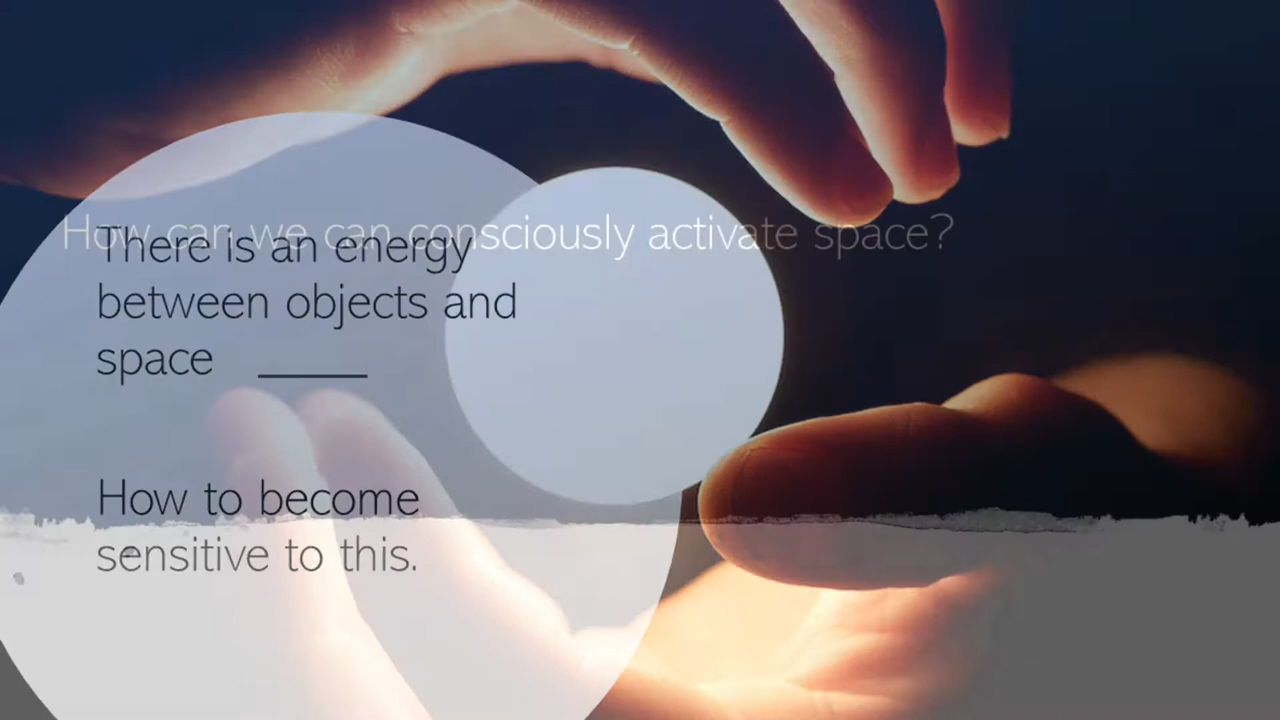 How can we can consciously activate space?
There is an energy
between objects and
space
How to become
sensitive to this.